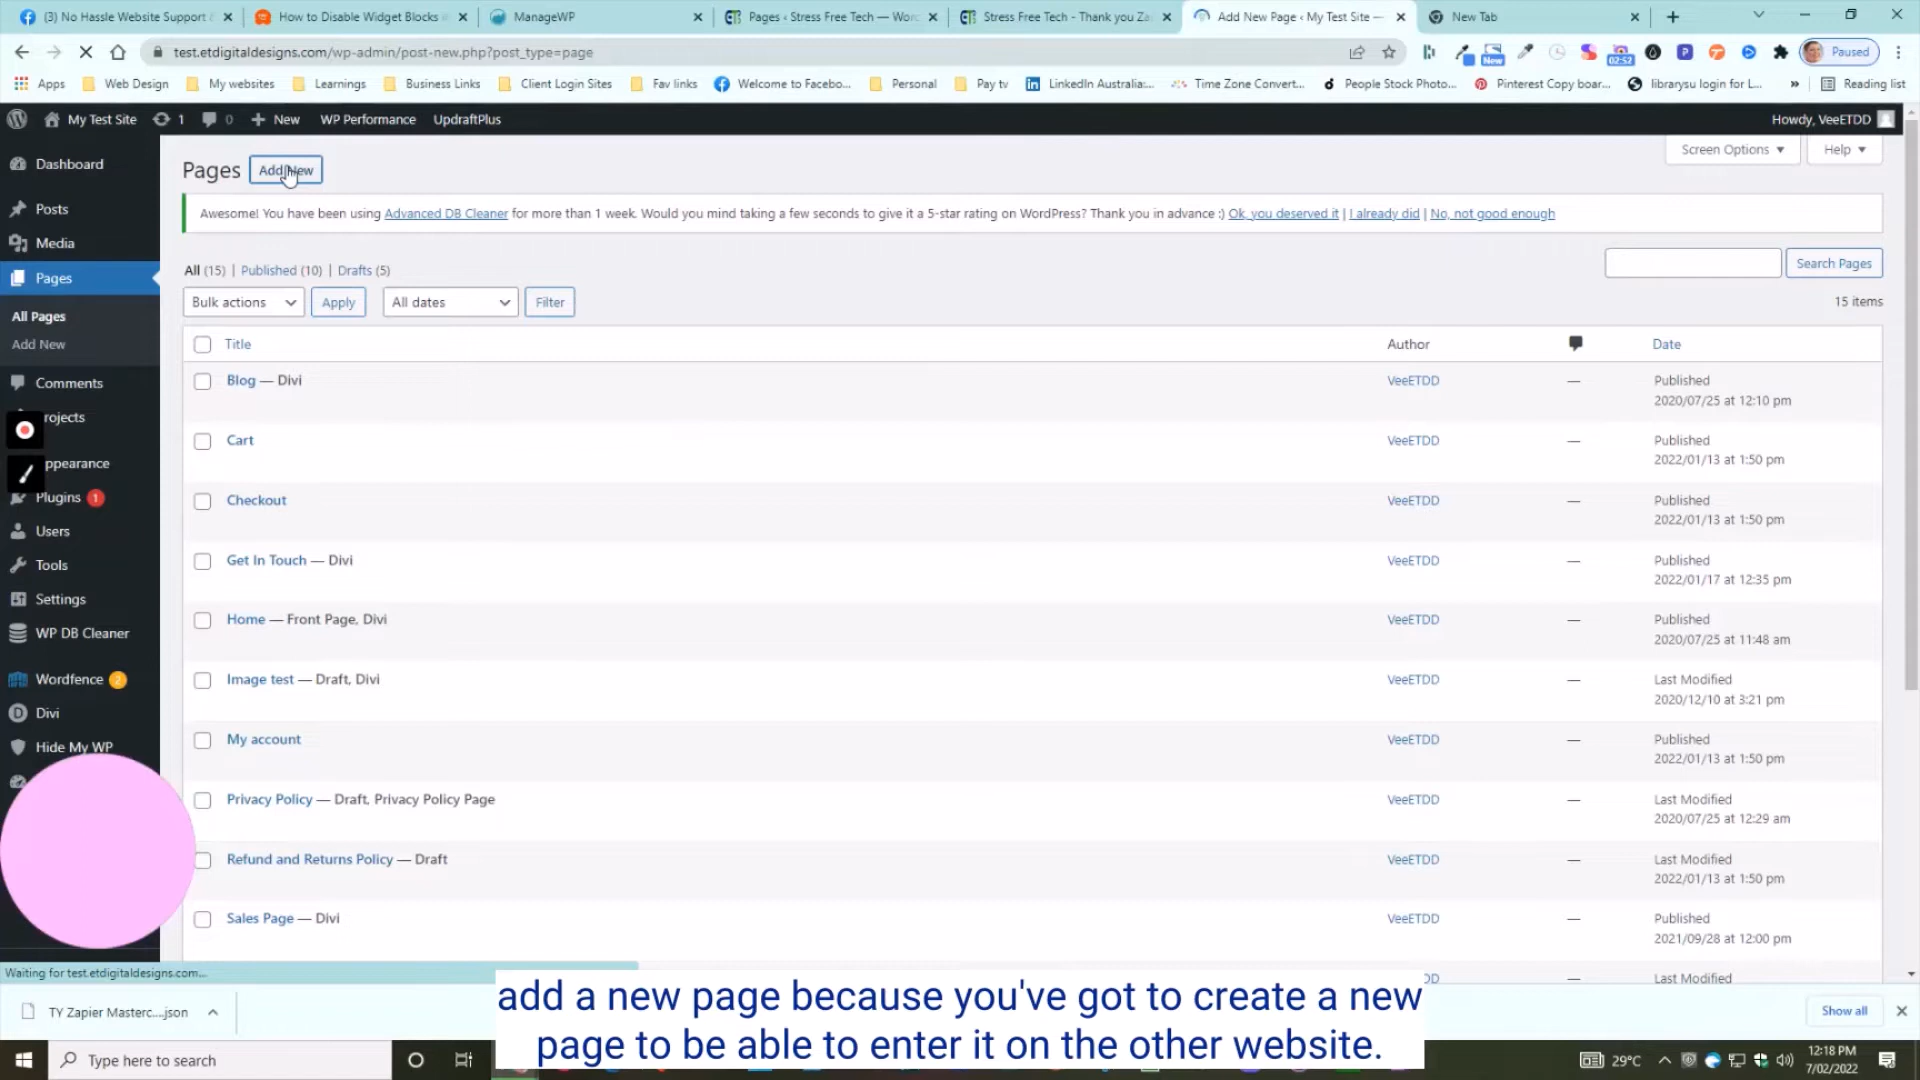 (3) No Hassle Website Support &
How to Disable Widget Blocks
ManageWP
Pages ‹ Stress Free Tech — Wor
Stress Free Tech - Thank you Za
Add New Page ‹ My Test Site —
New Tab
test.etdigitaldesigns.com/wp-admin/post-new.php?post_type=page
New
02:52
Paused
Apps
Web Design
My websites
Learnings
Business Links
Client Login Sites
Fav links
Welcome to Facebo...
Personal
Pay tv
LinkedIn Australia:...
Time Zone Convert...
People Stock Photo...
Pinterest Copy boar...
librarysu login for L...
»
Reading list
My Test Site
1
0
New
WP Performance
UpdraftPlus
Howdy, VeeETDD
Dashboard
Posts
Media
Pages
All Pages
Add New
Comments
rojects
ppearance
Plugins 1
Users
Tools
Settings
WP DB Cleaner
Wordfence 2
Divi
Hide My WP
Pages
Add New
Screen Options
Help
Awesome! You have been using Advanced DB Cleaner for more than 1 week. Would you mind taking a few seconds to give it a 5-star rating on WordPress? Thank you in advance :) Ok, you deserved it | I already did | No, not good enough
All (15) | Published (10) | Drafts (5)
Search Pages
Bulk actions
Apply
All dates
Filter
15 items
Title
Author
Date
Blog — Divi
VeeETDD
—
Published
2020/07/25 at 12:10 pm
Cart
VeeETDD
—
Published
2022/01/13 at 1:50 pm
Checkout
VeeETDD
—
Published
2022/01/13 at 1:50 pm
Get In Touch — Divi
VeeETDD
—
Published
2022/01/17 at 12:35 pm
Home — Front Page, Divi
VeeETDD
—
Published
2020/07/25 at 11:48 am
Image test — Draft, Divi
VeeETDD
—
Last Modified
2020/12/10 at 3:21 pm
My account
VeeETDD
—
Published
2022/01/13 at 1:50 pm
Privacy Policy — Draft, Privacy Policy Page
VeeETDD
—
Last Modified
2020/07/25 at 12:29 am
Refund and Returns Policy — Draft
VeeETDD
—
Last Modified
2022/01/13 at 1:50 pm
Sales Page — Divi
VeeETDD
—
Published
2021/09/28 at 12:00 pm
DD
—
Last Modified
Waiting for test.etdigitaldesigns.com...
add a new page because you've got to create a new
page to be able to enter it on the other website.
TY Zapier Masterc....json
Show all
Type here to search
29°C
12:18 PM
7/02/2022